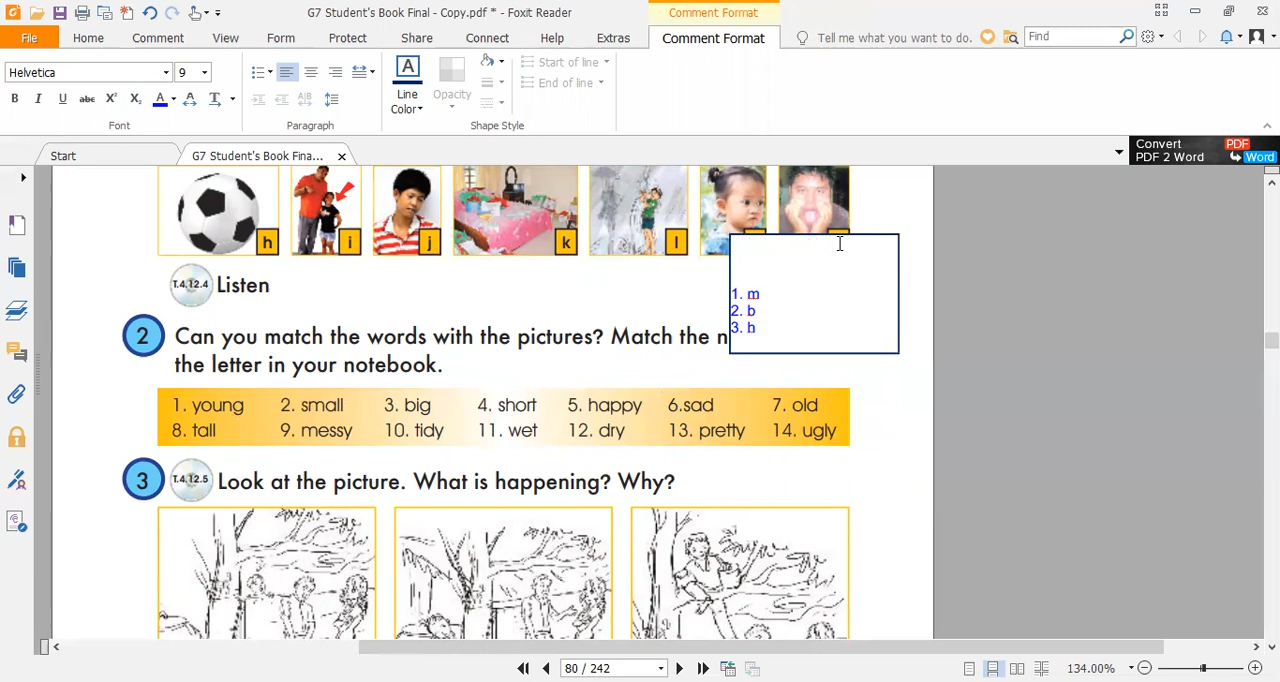 G7 Student's Book Final - Copy.pdf * - Foxit Reader
Comment Format
File Home Comment View Form Protect Share Connect Help Extras Comment Format Tell me what you want to do. Find
Helvetica 9
Start of line
End of line
Line Color
Opacity
Font Paragraph Shape Style
Start G7 Student's Book Fina...
Convert PDF
PDF 2 Word Word
h i j k l
T.4.12.4 Listen
1. m
2. b
3. h
2 Can you match the words with the pictures? Match the n
the letter in your notebook.
1. young 2. small 3. big 4. short 5. happy 6.sad 7. old
8. tall 9. messy 10. tidy 11. wet 12. dry 13. pretty 14. ugly
3 T.4.12.5 Look at the picture. What is happening? Why?
80 / 242 134.00%